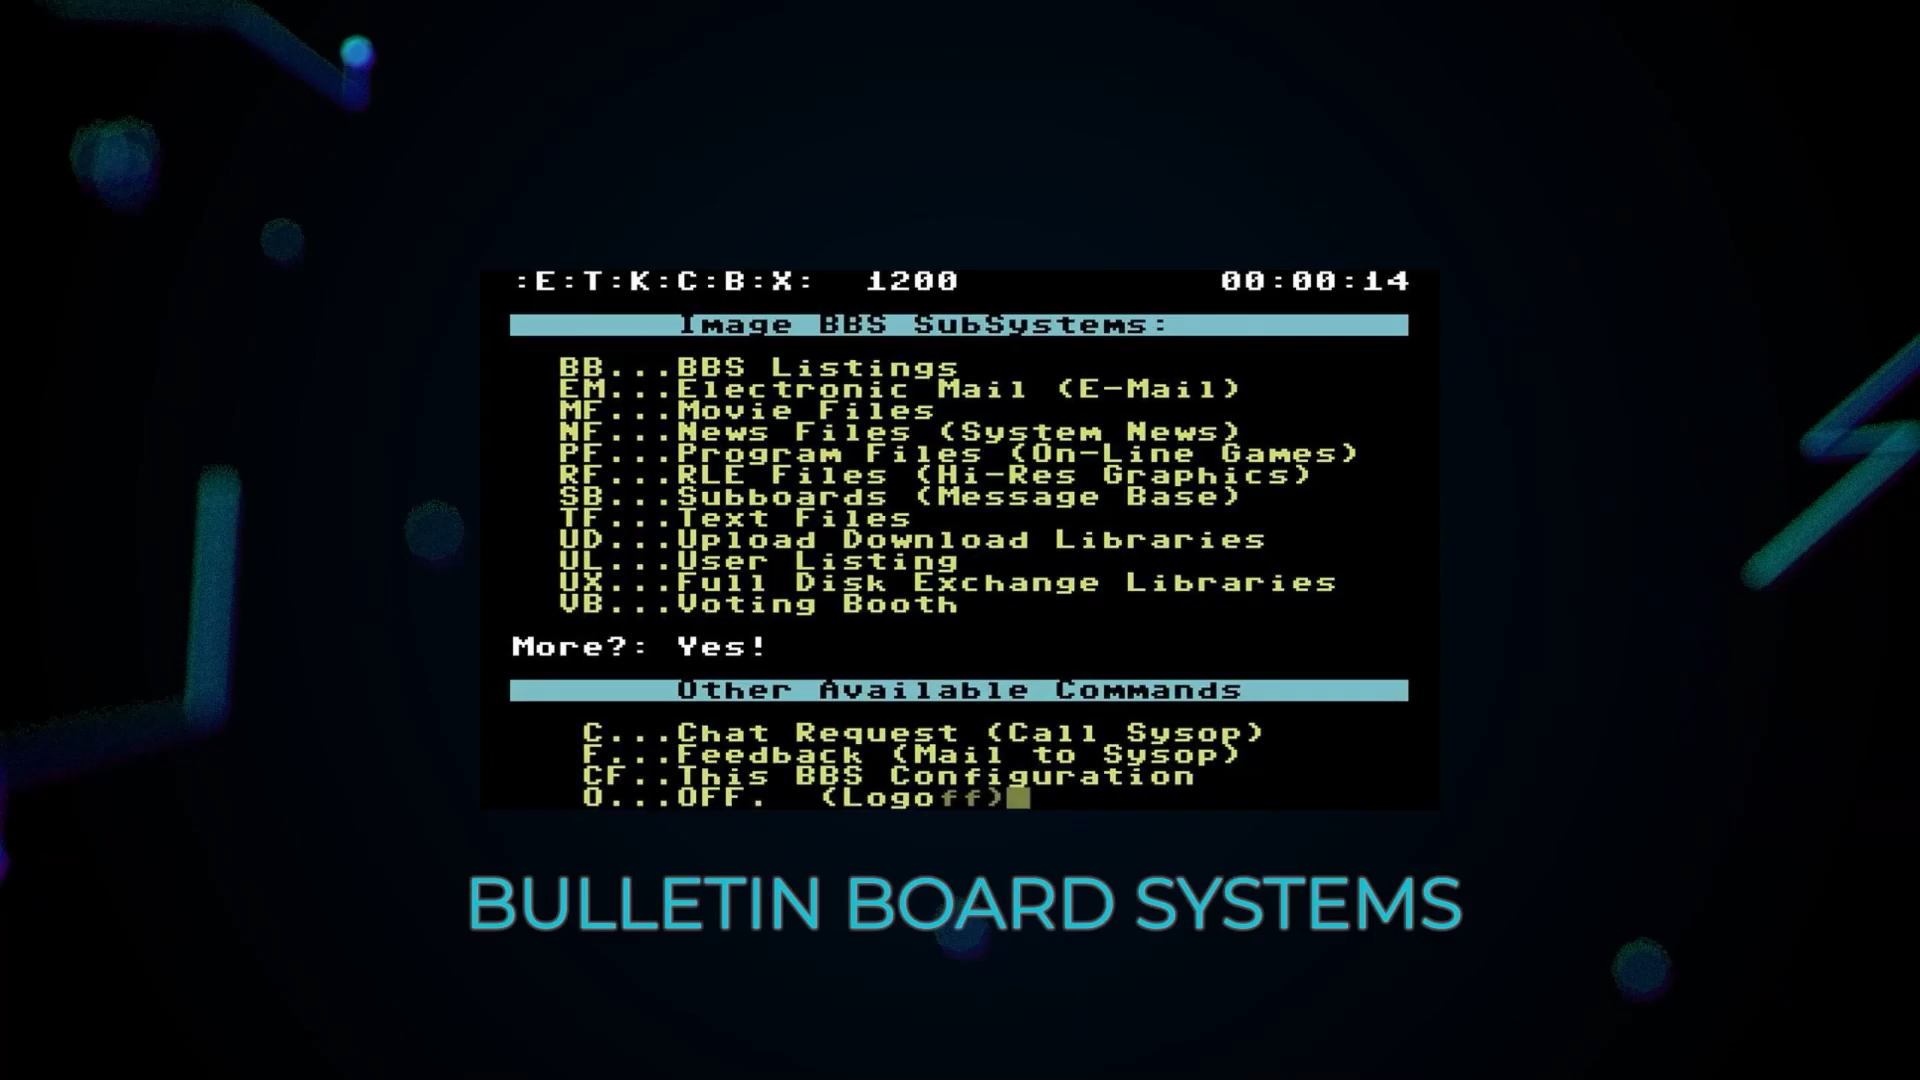 :E:T:K:C:B:X: 1200 00:00:14
Image BBS SubSystems:
BB...BBS Listings
EM...Electronic Mail (E-Mail)
MF...Movie Files
NF...News Files (System News)
PF...Program Files (On-Line Games)
RF...RLE Files (Hi-Res Graphics)
SB...Subboards (Message Base)
TF...Text Files
UD...Upload Download Libraries
UL...User Listing
UX...Full Disk Exchange Libraries
VB...Voting Booth
More?: Yes!
Other Available Commands
C...Chat Request (Call Sysop)
F...Feedback (Mail to Sysop)
CF..This BBS Configuration
O...OFF. (Logoff)
BULLETIN BOARD SYSTEMS